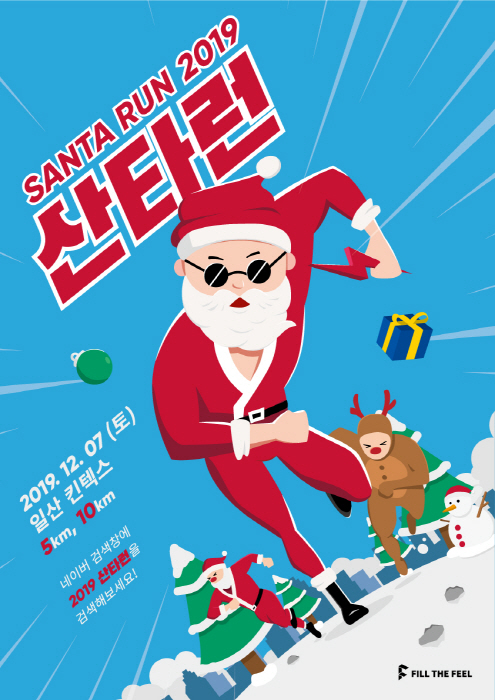 SANTA RUN 2019
산타런
2019. 12. 07 (토)
일산 킨텍스
5km, 10km
네이버 검색창에
2019 산타런을
검색해보세요!
FILL THE FEEL